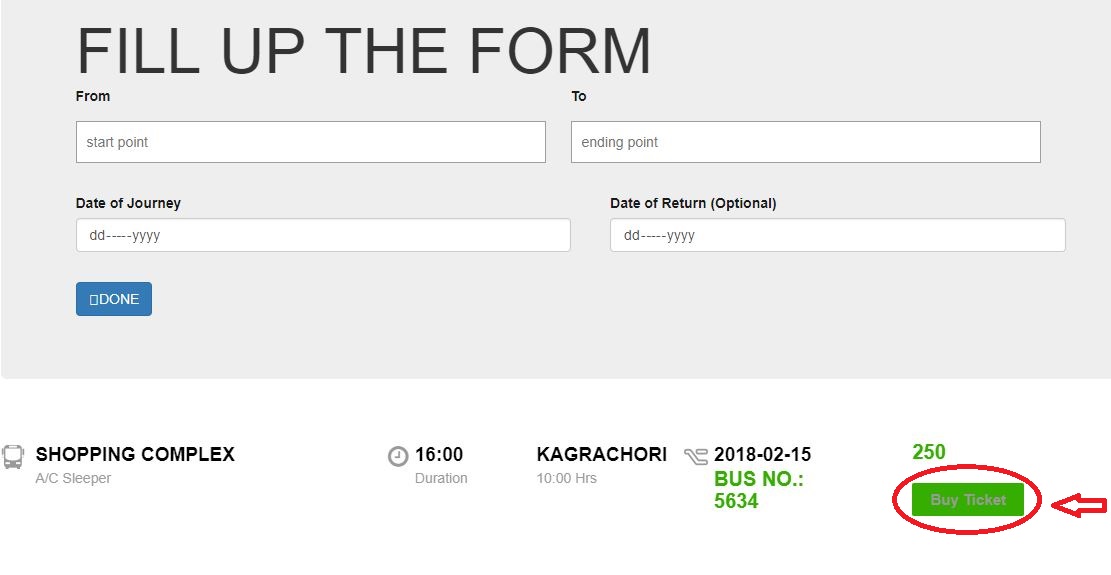 FILL UP THE FORM
From
To
start point
ending point
Date of Journey
Date of Return (Optional)
dd-----yyyy
dd-----yyyy
DONE
SHOPPING COMPLEX
A/C Sleeper
16:00
Duration
KAGRACHORI
10:00 Hrs
2018-02-15
BUS NO.:
5634
250
Buy Ticket